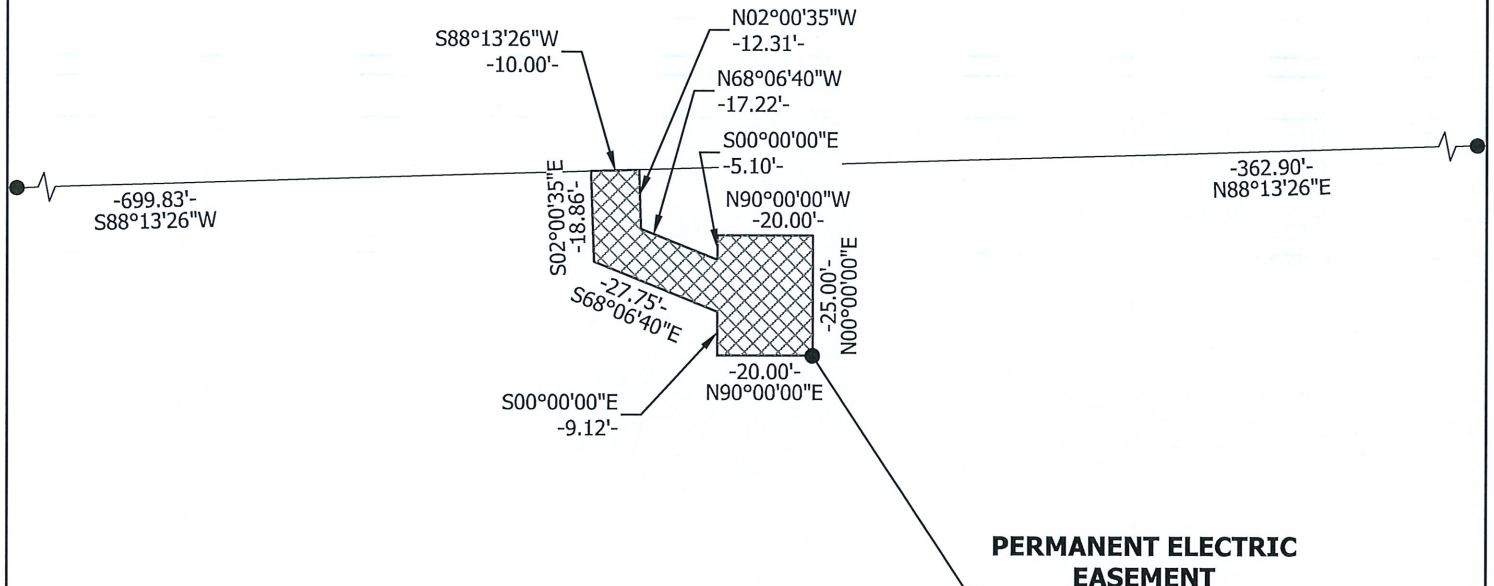 N02°00'35"W
-12.31'-
S88°13'26"W
-10.00'-
N68°06'40"W
-17.22'-
S00°00'00"E
-5.10'-
-699.83'-
S88°13'26"W
-362.90'-
N88°13'26"E
S02°00'35"E
-18.86'-
N90°00'00"W
-20.00'-
-25.00'-
N00°00'00"E
-27.75'-
S68°06'40"E
-20.00'-
N90°00'00"E
S00°00'00"E
-9.12'-
PERMANENT ELECTRIC
EASEMENT